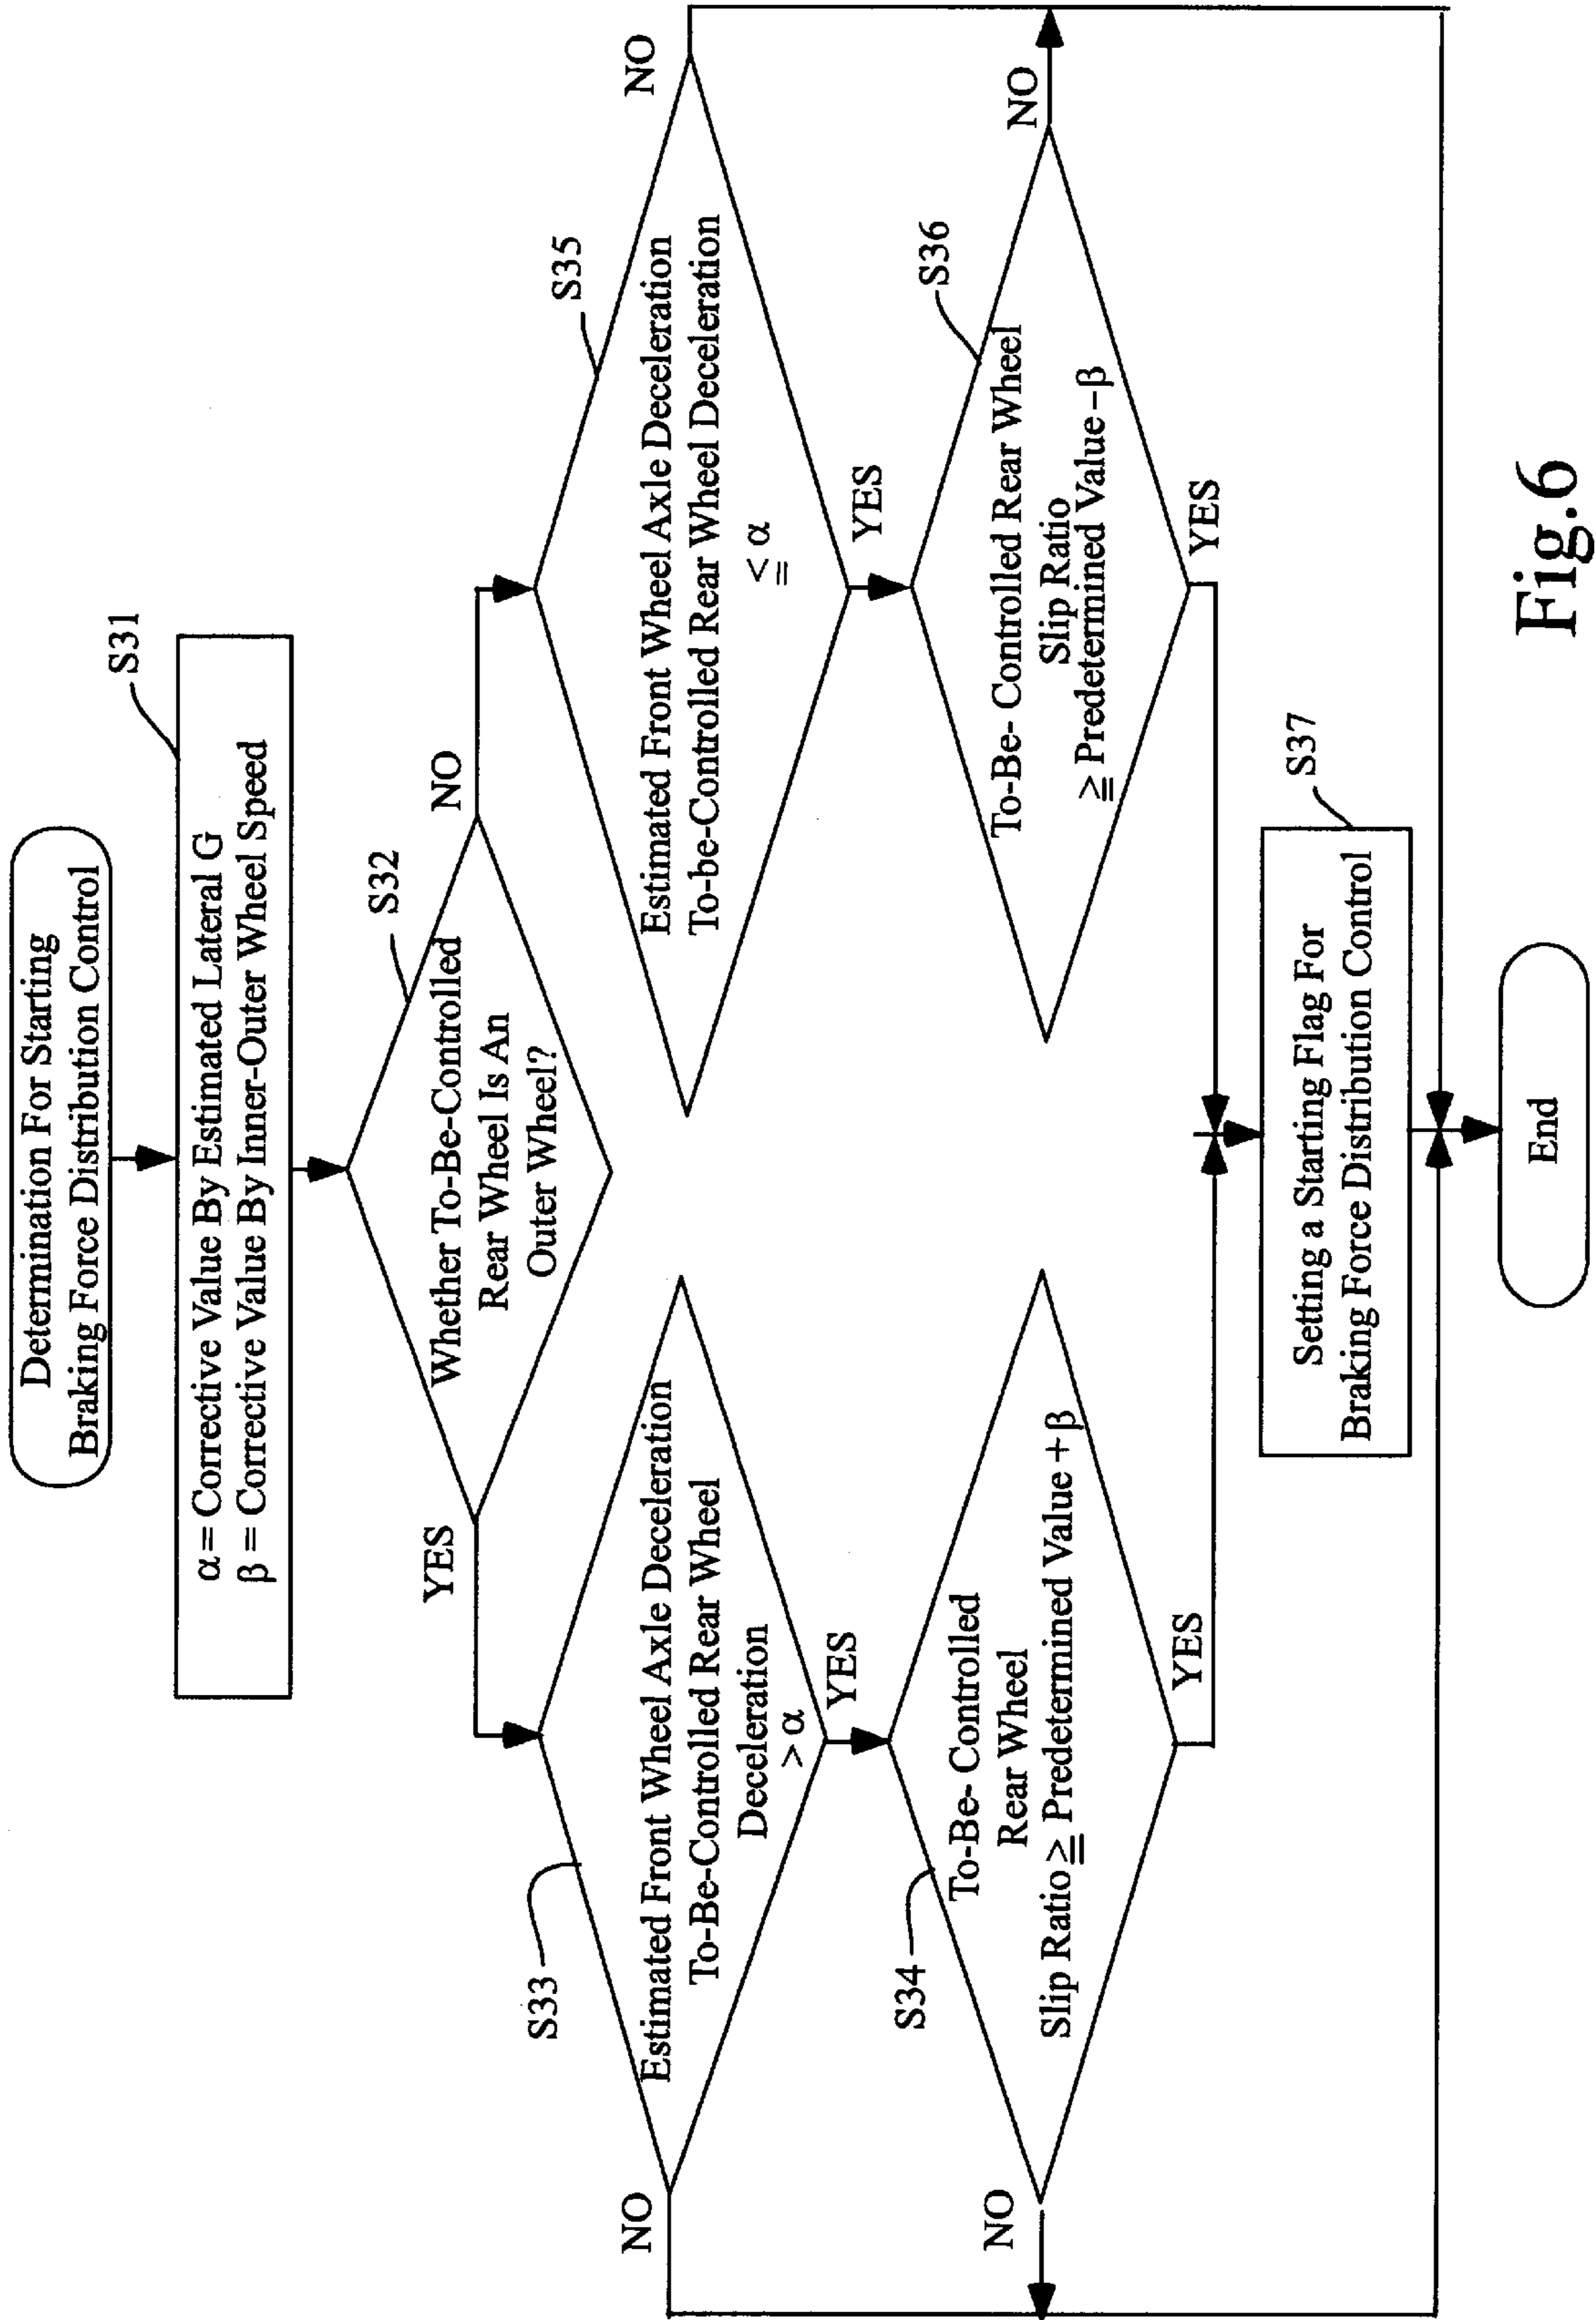 Determination For Starting
Braking Force Distribution Control
S31
α = Corrective Value By Estimated Lateral G
β = Corrective Value By Inner-Outer Wheel Speed
S32
Whether To-Be-Controlled
Rear Wheel Is An
Outer Wheel?
YES
NO
S33
Estimated Front Wheel Axle Deceleration
To-Be-Controlled Rear Wheel
Deceleration
> α
NO
YES
S35
Estimated Front Wheel Axle Deceleration
To-be-Controlled Rear Wheel Deceleration
≦ α
NO
YES
S34
To-Be- Controlled
Rear Wheel
Slip Ratio ≧ Predetermined Value + β
NO
YES
S36
To-Be- Controlled Rear Wheel
Slip Ratio
≧ Predetermined Value - β
NO
YES
S37
Setting a Starting Flag For
Braking Force Distribution Control
End
Fig.6